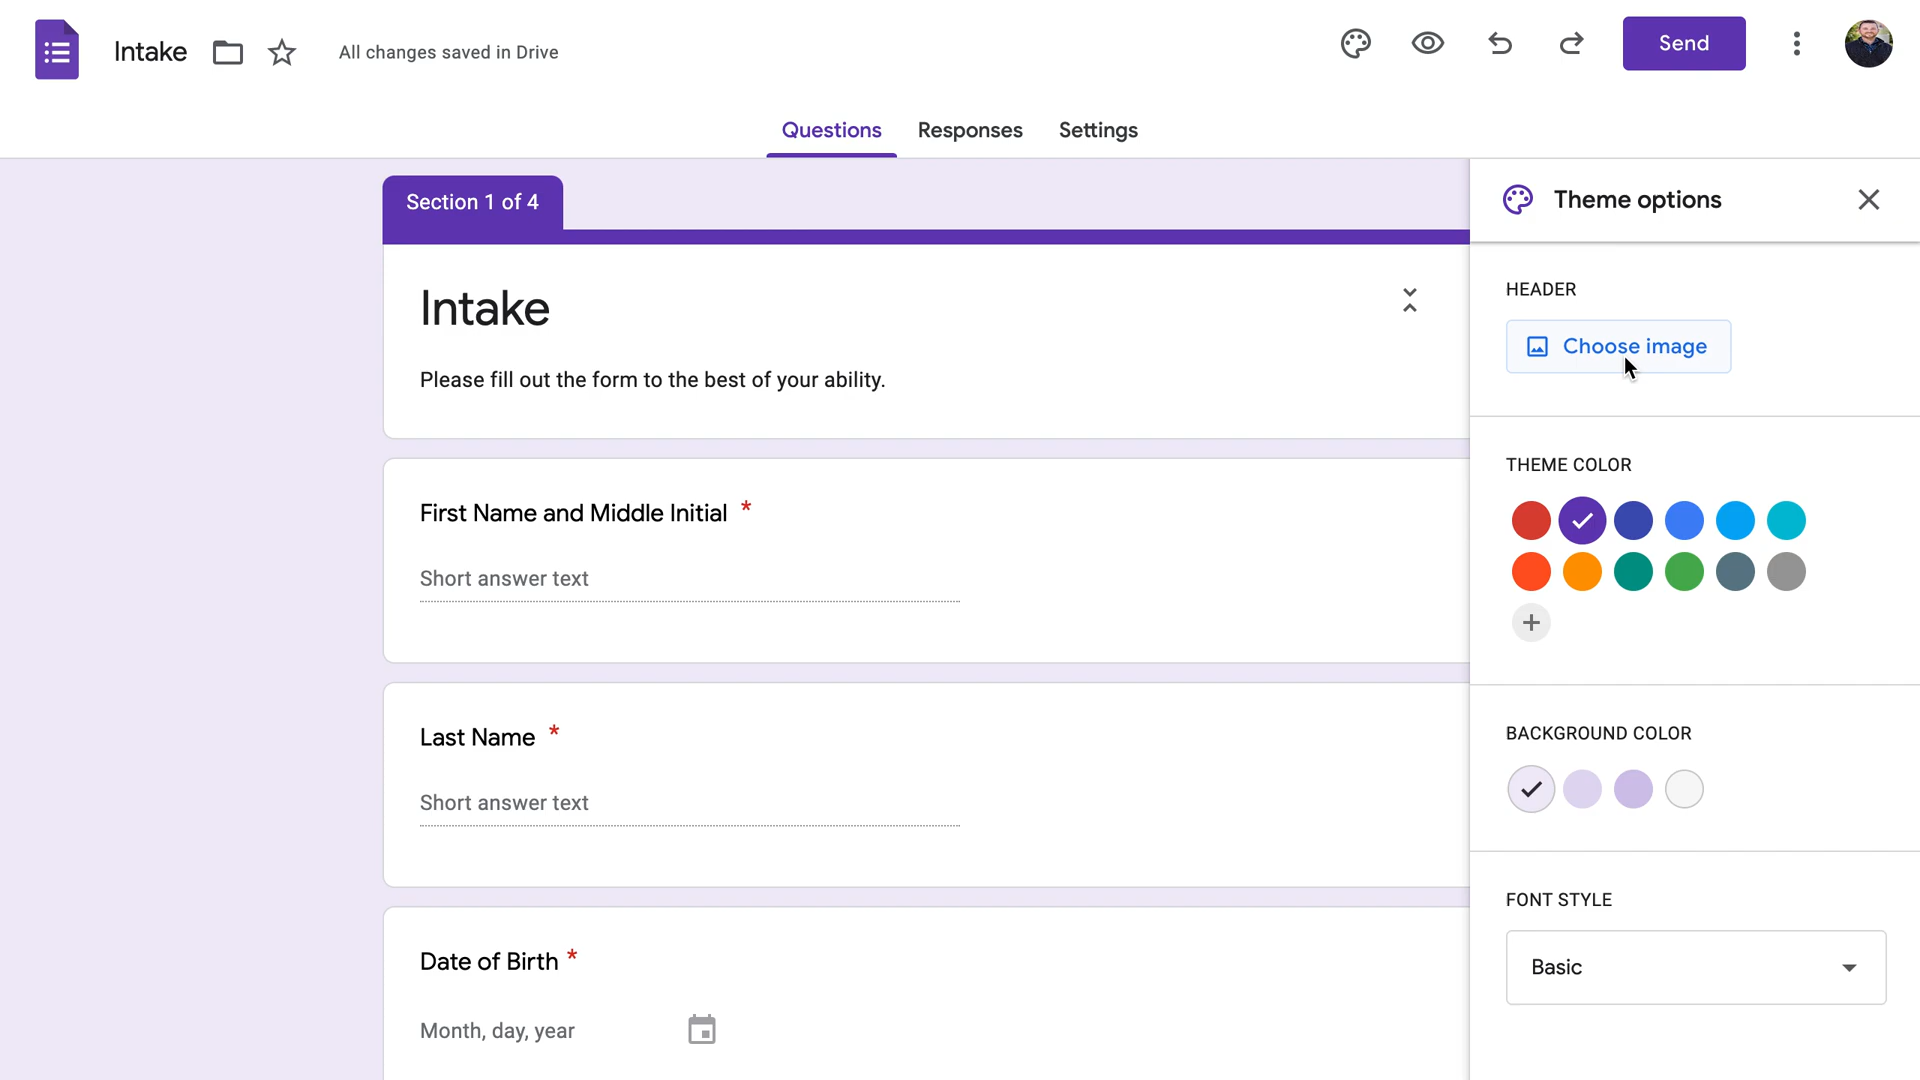 Intake
All changes saved in Drive
Send
Questions Responses Settings
Section 1 of 4
Intake
Please fill out the form to the best of your ability.
First Name and Middle Initial *
Short answer text
Last Name *
Short answer text
Date of Birth *
Month, day, year
Theme options
HEADER
Choose image
THEME COLOR
BACKGROUND COLOR
FONT STYLE
Basic